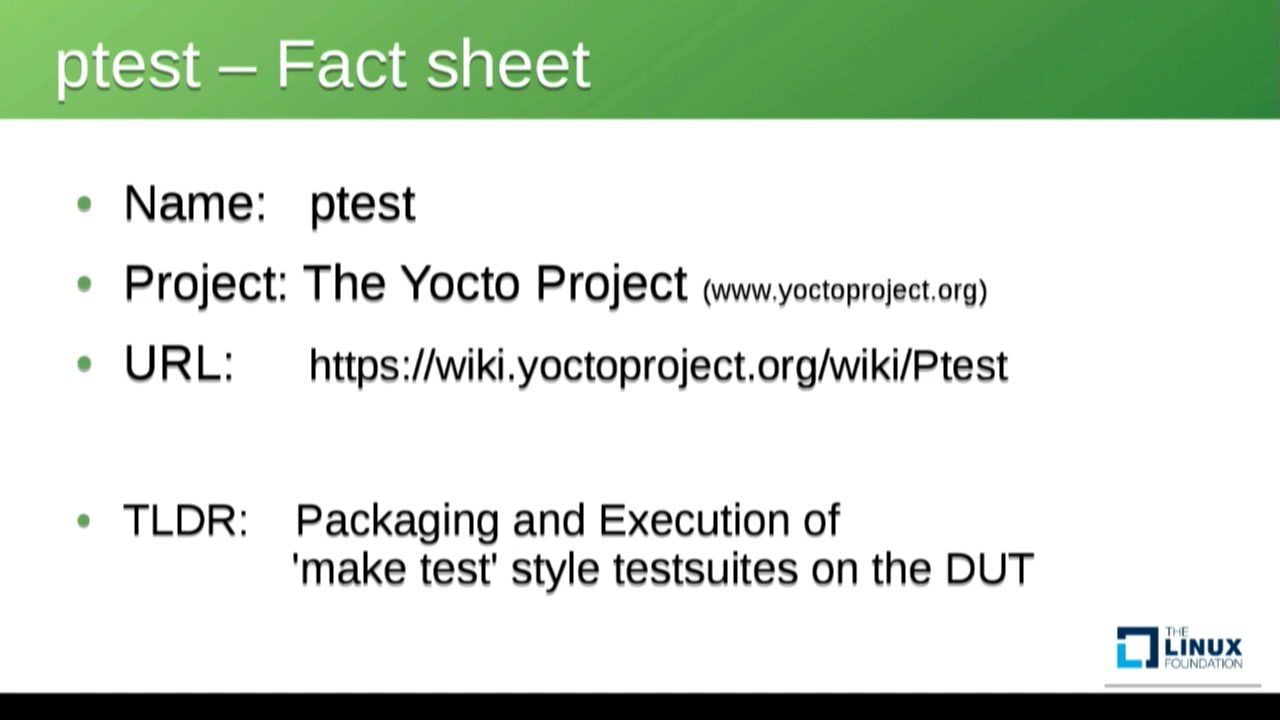 ptest – Fact sheet
• Name: ptest
• Project: The Yocto Project (www.yoctoproject.org)
• URL: https://wiki.yoctoproject.org/wiki/Ptest
• TLDR: Packaging and Execution of
'make test' style testsuites on the DUT
THE
LINUX
FOUNDATION